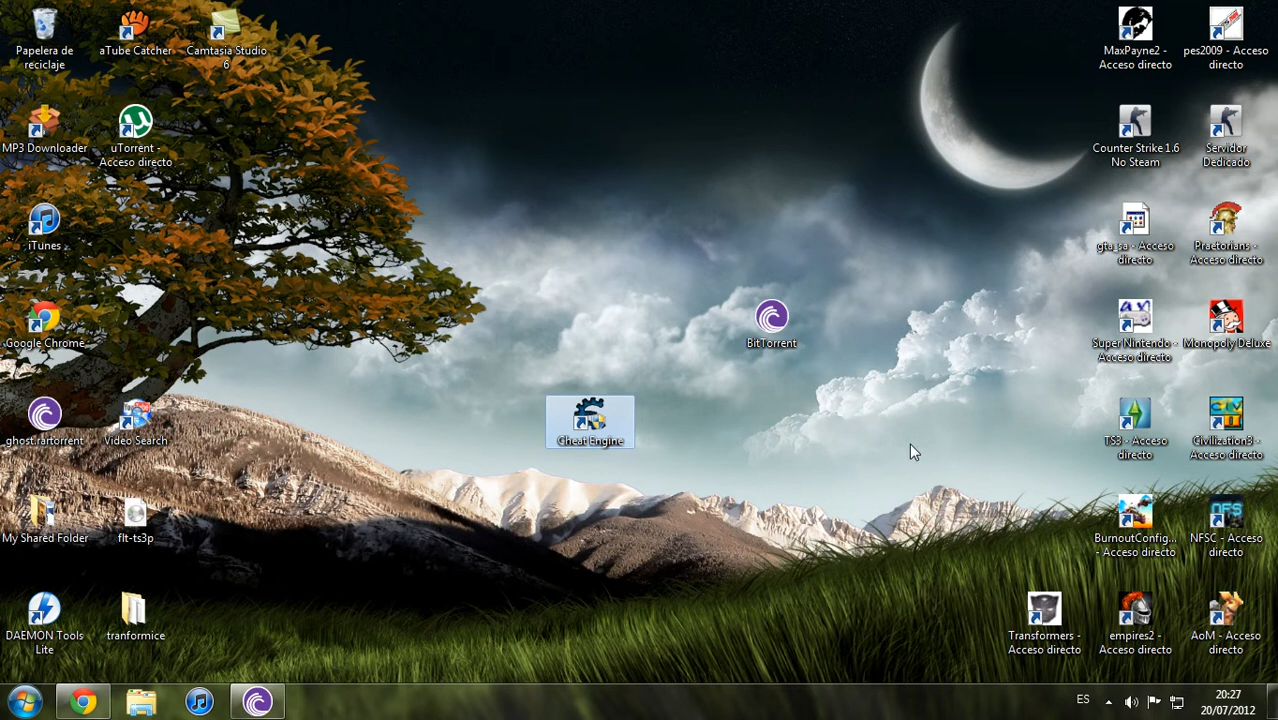 Papelera de
reciclaje
aTube Catcher
Camtasia Studio
6
MaxPayne2 -
Acceso directo
pes2009 - Acceso
directo
MP3 Downloader
uTorrent -
Acceso directo
Counter Strike 1.6
No Steam
Servidor
Dedicado
iTunes
gta_sa - Acceso
directo
Praetorians -
Acceso directo
Google Chrome
BitTorrent
Super Nintendo -
Acceso directo
Monopoly Deluxe
ghost.rartorrent
Video Search
Cheat Engine
TS3 - Acceso
directo
Civilization3 -
Acceso directo
My Shared Folder
flt-ts3p
BurnoutConfig...
- Acceso directo
NFSC - Acceso
directo
DAEMON Tools
Lite
tranformice
Transformers -
Acceso directo
empires2 -
Acceso directo
AoM - Acceso
directo
ES
20:27
20/07/2012